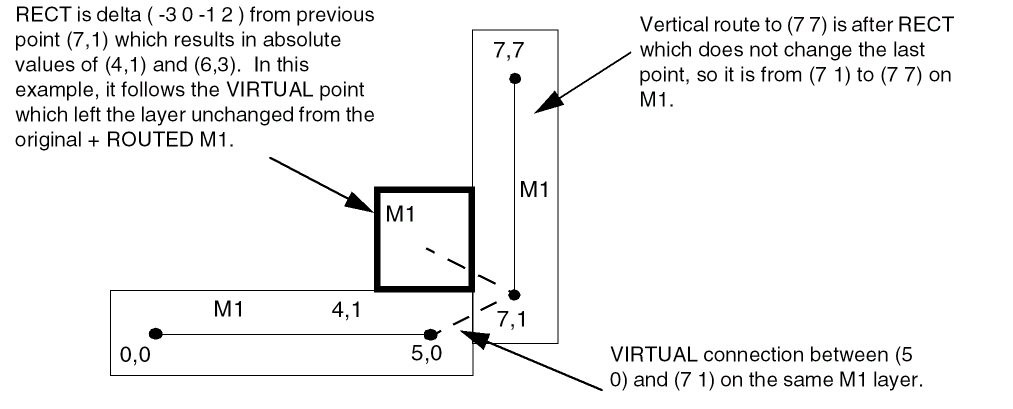 RECT is delta ( -3 0 -1 2 ) from previous
point (7,1) which results in absolute
values of (4,1) and (6,3).  In this
example, it follows the VIRTUAL point
which left the layer unchanged from the
original + ROUTED M1.
7,7
Vertical route to (7 7) is after RECT
which does not change the last
point, so it is from (7 1) to (7 7) on
M1.
M1
M1
M1
4,1
7,1
0,0
5,0
VIRTUAL connection between (5
0) and (7 1) on the same M1 layer.